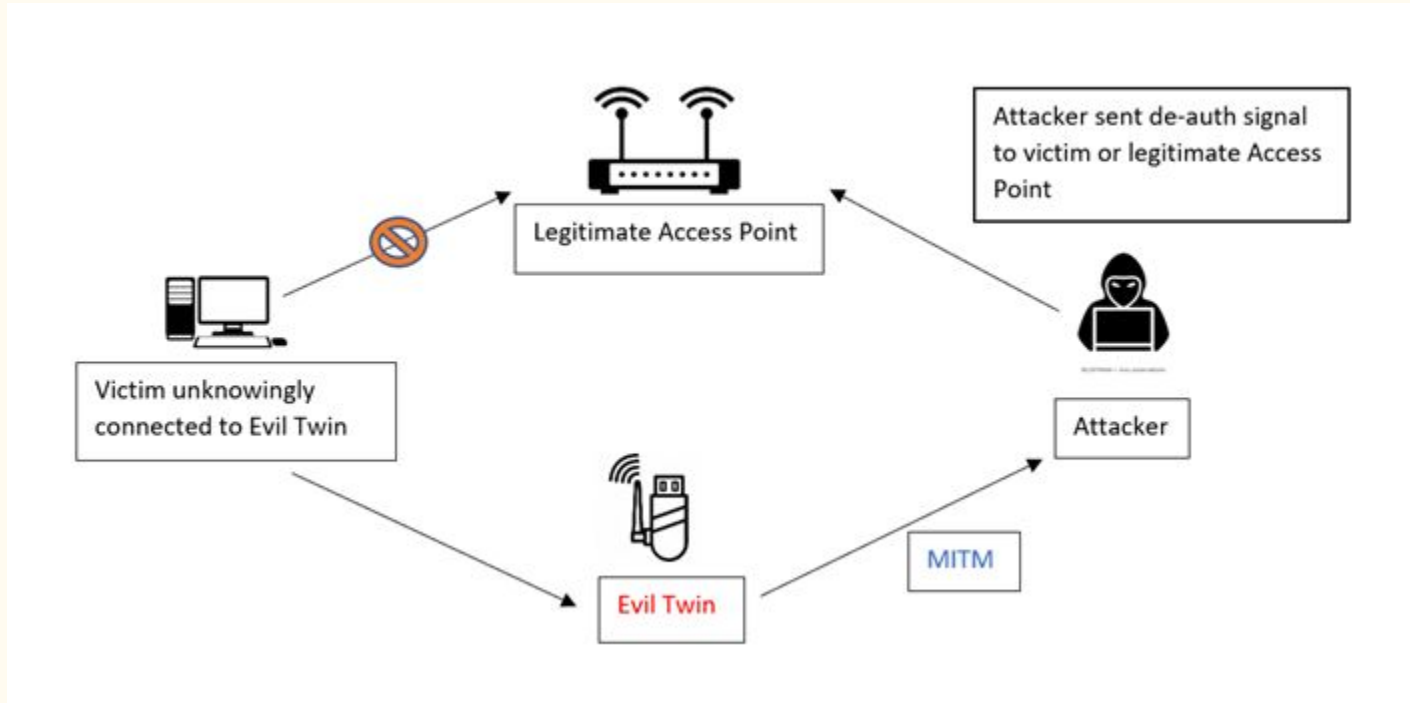 Attacker sent de-auth signal
to victim or legitimate Access
Point
Legitimate Access Point
Victim unknowingly
connected to Evil Twin
Attacker
MITM
Evil Twin